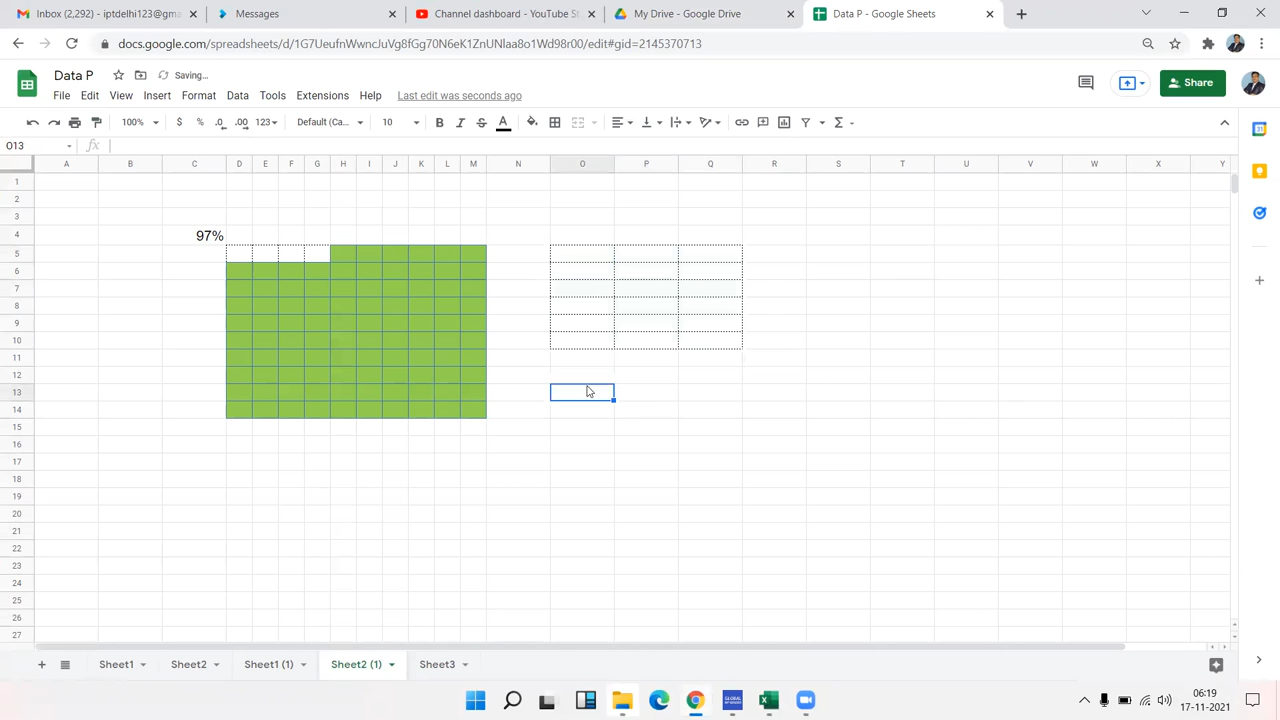 Inbox (2,292) - iptindhi123@gma
Messages
Channel dashboard - YouTube St
My Drive - Google Drive
Data P - Google Sheets
docs.google.com/spreadsheets/d/1G7UeufnWwncJuVg8fGg70N6eK1ZnUNlaa8o1Wd98r00/edit#gid=2145370713
Data P
Saving...
File Edit View Insert Format Data Tools Extensions Help Last edit was seconds ago
Share
100% $ % .0 .00 123 Default (Ca... 10 B I S A Σ
O13 fx
A B C D E F G H I J K L M N O P Q R S T U V W X Y
1
2
3
4 97%
5
6
7
8
9
10
11
12
13
14
15
16
17
18
19
20
21
22
23
24
25
26
27
Sheet1 Sheet2 Sheet1 (1) Sheet2 (1) Sheet3
06:19
17-11-2021